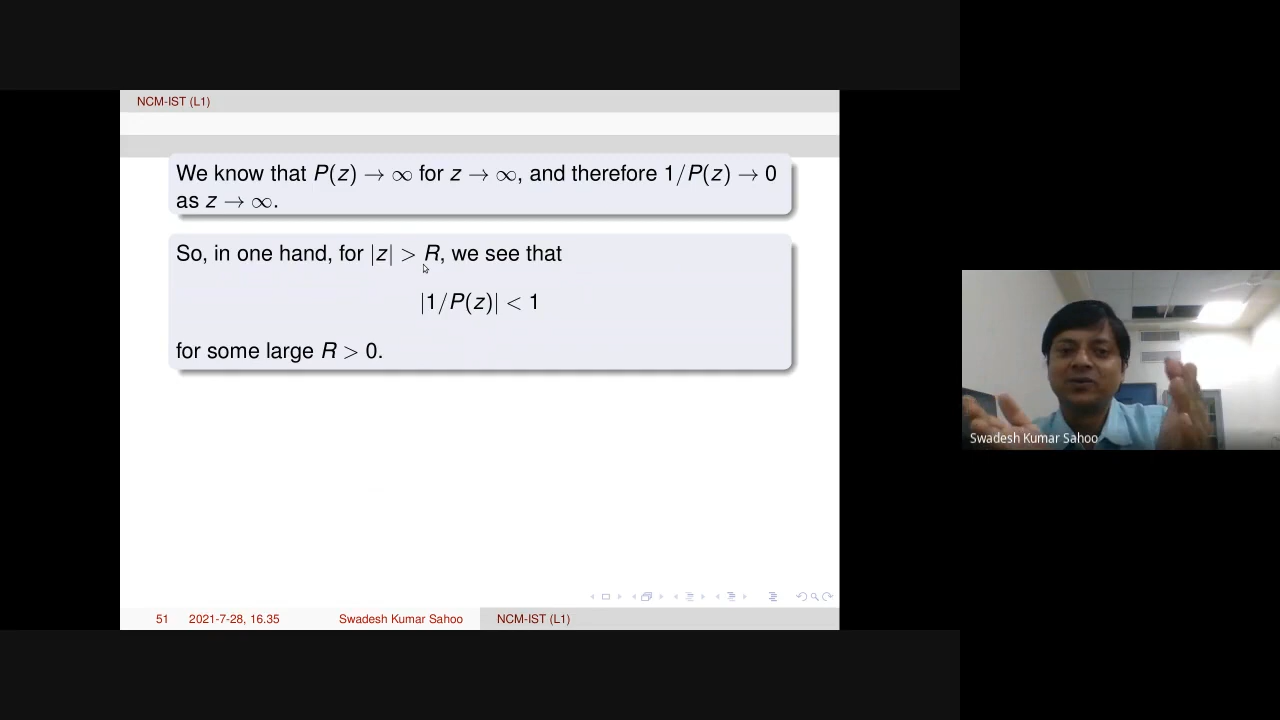 NCM-IST (L1)
We know that P(z) → ∞ for z → ∞, and therefore 1/P(z) → 0
as z → ∞.
So, in one hand, for |z| > R, we see that
|1/P(z)| < 1
for some large R > 0.
Swadesh Kumar Sahoo
51 2021-7-28, 16.35 Swadesh Kumar Sahoo NCM-IST (L1)